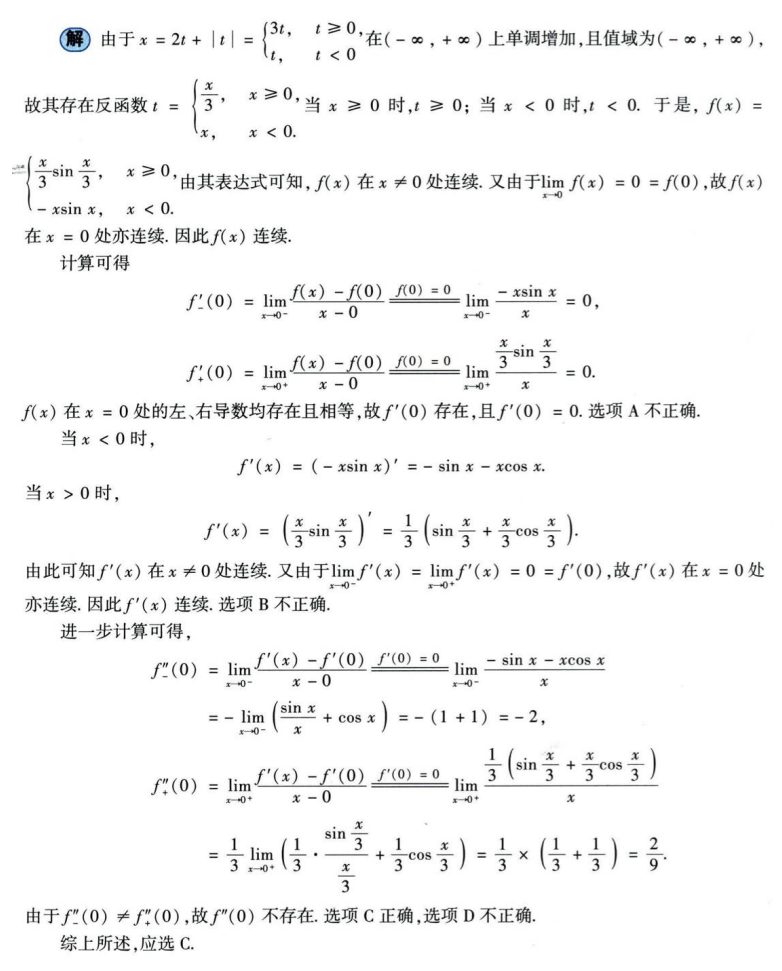 解 由于 x = 2t + |t| = { 3t, t ≥ 0, t, t < 0 在(-∞, +∞)上单调增加,且值域为(-∞, +∞),
故其存在反函数 t = { x/3, x ≥ 0, x, x < 0. 当 x ≥ 0 时,t ≥ 0; 当 x < 0 时,t < 0. 于是, f(x) =
{ x/3 sin x/3, x ≥ 0, - xsin x, x < 0. 由其表达式可知, f(x) 在 x ≠ 0 处连续. 又由于 lim_{x→0} f(x) = 0 = f(0),故 f(x)
在 x = 0 处亦连续. 因此 f(x) 连续.
计算可得
f′₋(0) = lim_{x→0⁻} (f(x) - f(0))/(x - 0) \xlongequal{f(0) = 0} lim_{x→0⁻} (- xsin x)/x = 0,
f′₊(0) = lim_{x→0⁺} (f(x) - f(0))/(x - 0) \xlongequal{f(0) = 0} lim_{x→0⁺} (x/3 sin x/3)/x = 0.
f(x) 在 x = 0 处的左、右导数均存在且相等,故 f′(0) 存在,且 f′(0) = 0. 选项 A 不正确.
当 x < 0 时,
f′(x) = (- xsin x)′ = - sin x - xcos x.
当 x > 0 时,
f′(x) = (x/3 sin x/3)′ = 1/3 (sin x/3 + x/3 cos x/3).
由此可知 f′(x) 在 x ≠ 0 处连续. 又由于 lim_{x→0⁻} f′(x) = lim_{x→0⁺} f′(x) = 0 = f′(0),故 f′(x) 在 x = 0 处
亦连续. 因此 f′(x) 连续. 选项 B 不正确.
进一步计算可得,
f″₋(0) = lim_{x→0⁻} (f′(x) - f′(0))/(x - 0) \xlongequal{f′(0) = 0} lim_{x→0⁻} (- sin x - xcos x)/x
= - lim_{x→0⁻} (sin x/x + cos x) = - (1 + 1) = - 2,
f″₊(0) = lim_{x→0⁺} (f′(x) - f′(0))/(x - 0) \xlongequal{f′(0) = 0} lim_{x→0⁺} (1/3 (sin x/3 + x/3 cos x/3))/x
= 1/3 lim_{x→0⁺} (1/3 · (sin x/3)/(x/3) + 1/3 cos x/3) = 1/3 × (1/3 + 1/3) = 2/9.
由于 f″₋(0) ≠ f″₊(0),故 f″(0) 不存在. 选项 C 正确,选项 D 不正确.
综上所述,应选 C.